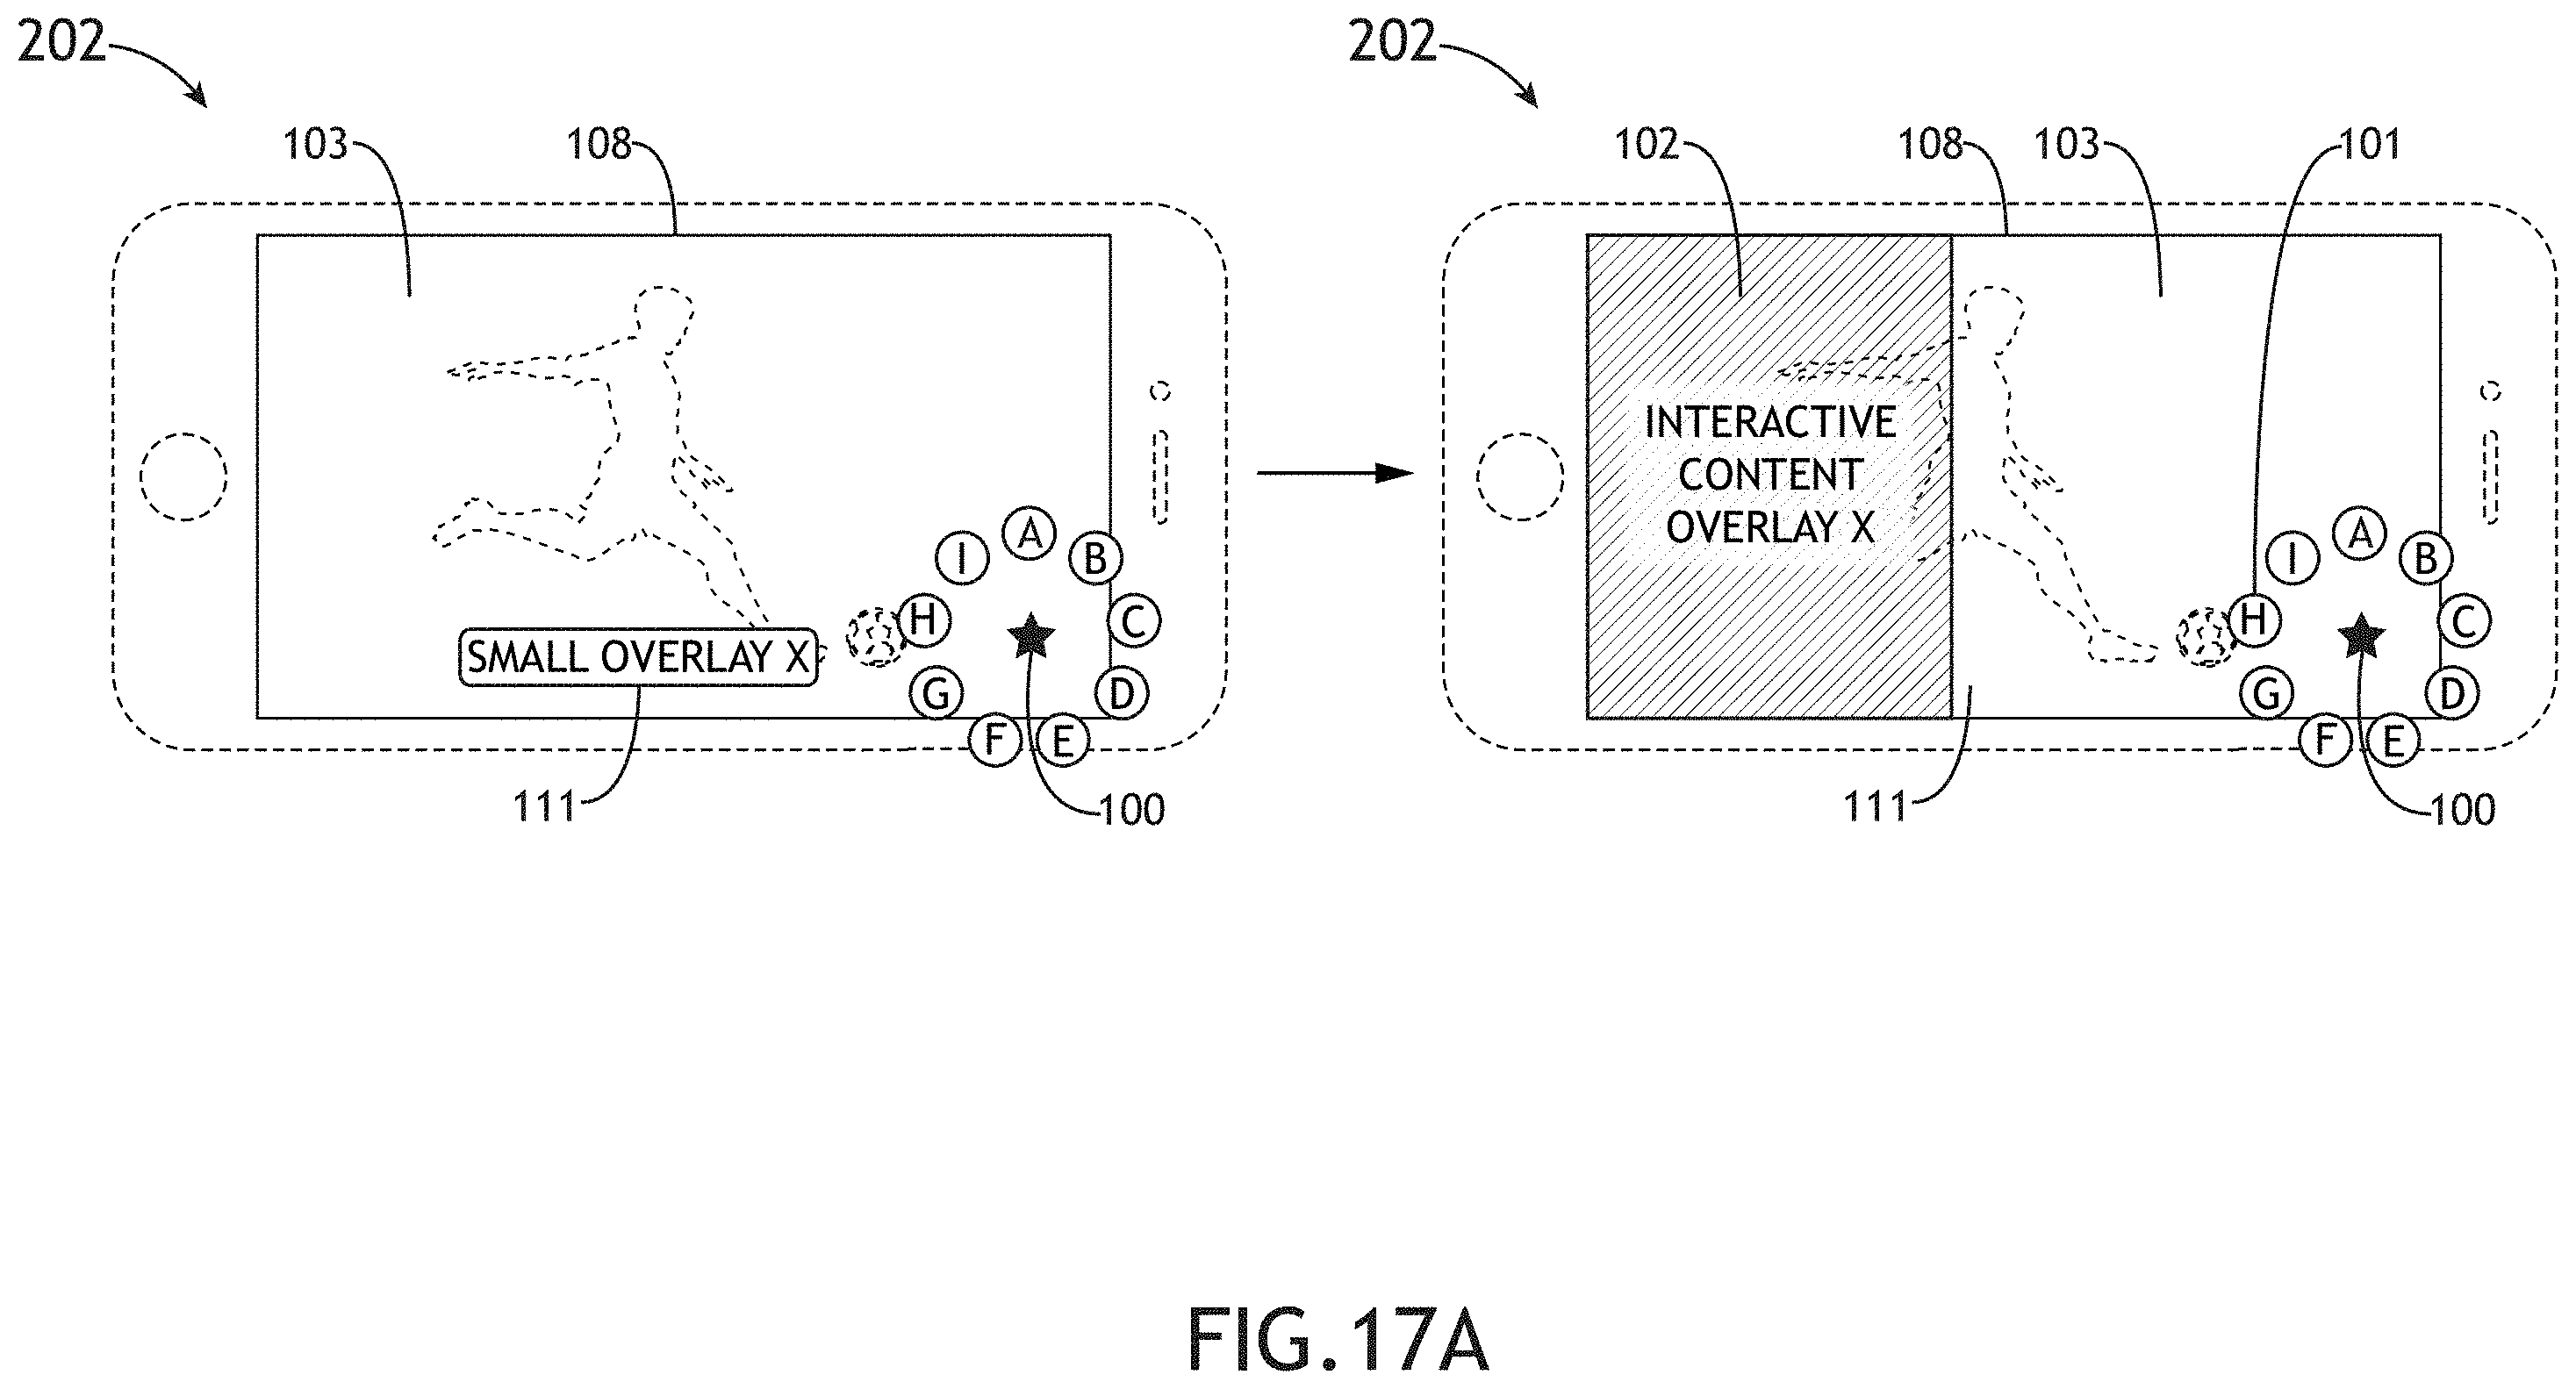 202
202
103
108
102
108
103
101
INTERACTIVE
CONTENT
OVERLAY X
A
B
C
D
E
F
G
H
I
A
B
C
D
E
F
G
H
I
SMALL OVERLAY X
111
100
111
100
FIG.17A